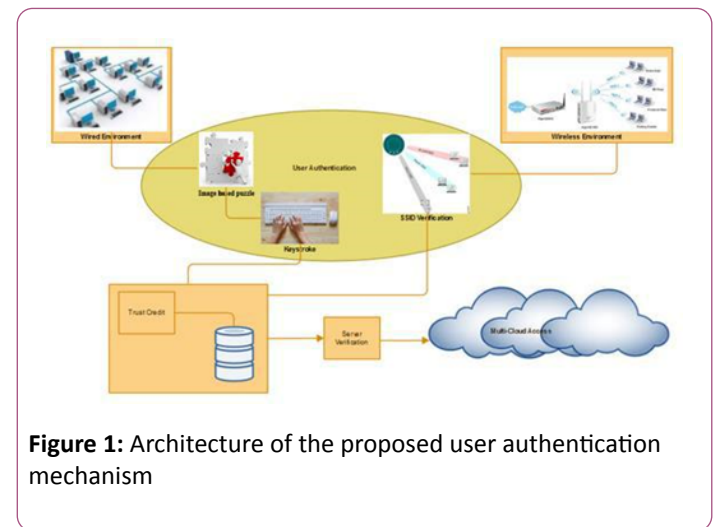 Wired Environment
Wireless Environment
User Authentication
Image based puzzle
SSID Verification
Keystroke
Trust Credit
Server
Verification
Multi-Cloud Access
Figure 1: Architecture of the proposed user authentication
mechanism